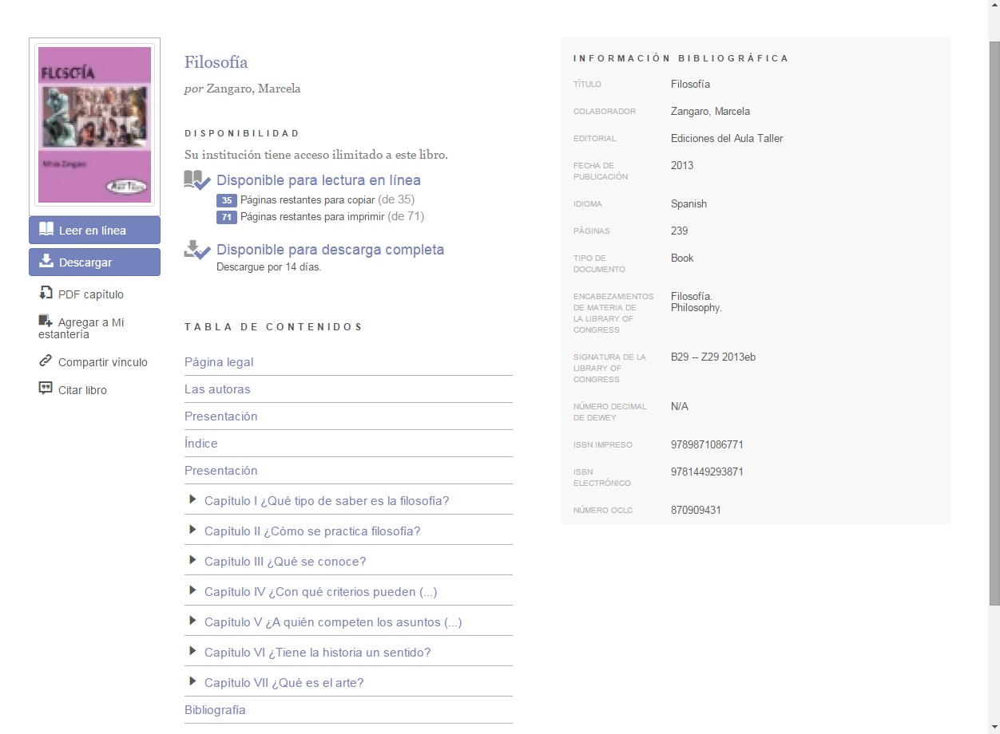 FILOSOFÍA
Leer en línea
Descargar
PDF capítulo
Agregar a Mi
estantería
Compartir vínculo
Citar libro
Filosofía
por Zangaro, Marcela
DISPONIBILIDAD
Su institución tiene acceso ilimitado a este libro.
Disponible para lectura en línea
35 Páginas restantes para copiar (de 35)
71 Páginas restantes para imprimir (de 71)
Disponible para descarga completa
Descargue por 14 días.
TABLA DE CONTENIDOS
Página legal
Las autoras
Presentación
Índice
Presentación
Capítulo I ¿Qué tipo de saber es la filosofía?
Capítulo II ¿Cómo se practica filosofía?
Capítulo III ¿Qué se conoce?
Capítulo IV ¿Con qué criterios pueden (...)
Capítulo V ¿A quién competen los asuntos (...)
Capítulo VI ¿Tiene la historia un sentido?
Capítulo VII ¿Qué es el arte?
Bibliografía
INFORMACIÓN BIBLIOGRÁFICA
TÍTULO Filosofía
COLABORADOR Zangaro, Marcela
EDITORIAL Ediciones del Aula Taller
FECHA DE 2013
PUBLICACIÓN
IDIOMA Spanish
PÁGINAS 239
TIPO DE Book
DOCUMENTO
ENCABEZAMIENTOS Filosofía.
DE MATERIA DE Philosophy.
LA LIBRARY OF
CONGRESS
SIGNATURA DE LA B29 -- Z29 2013eb
LIBRARY OF
CONGRESS
NÚMERO DECIMAL N/A
DE DEWEY
ISBN IMPRESO 9789871086771
ISBN 9781449293871
ELECTRÓNICO
NÚMERO OCLC 870909431